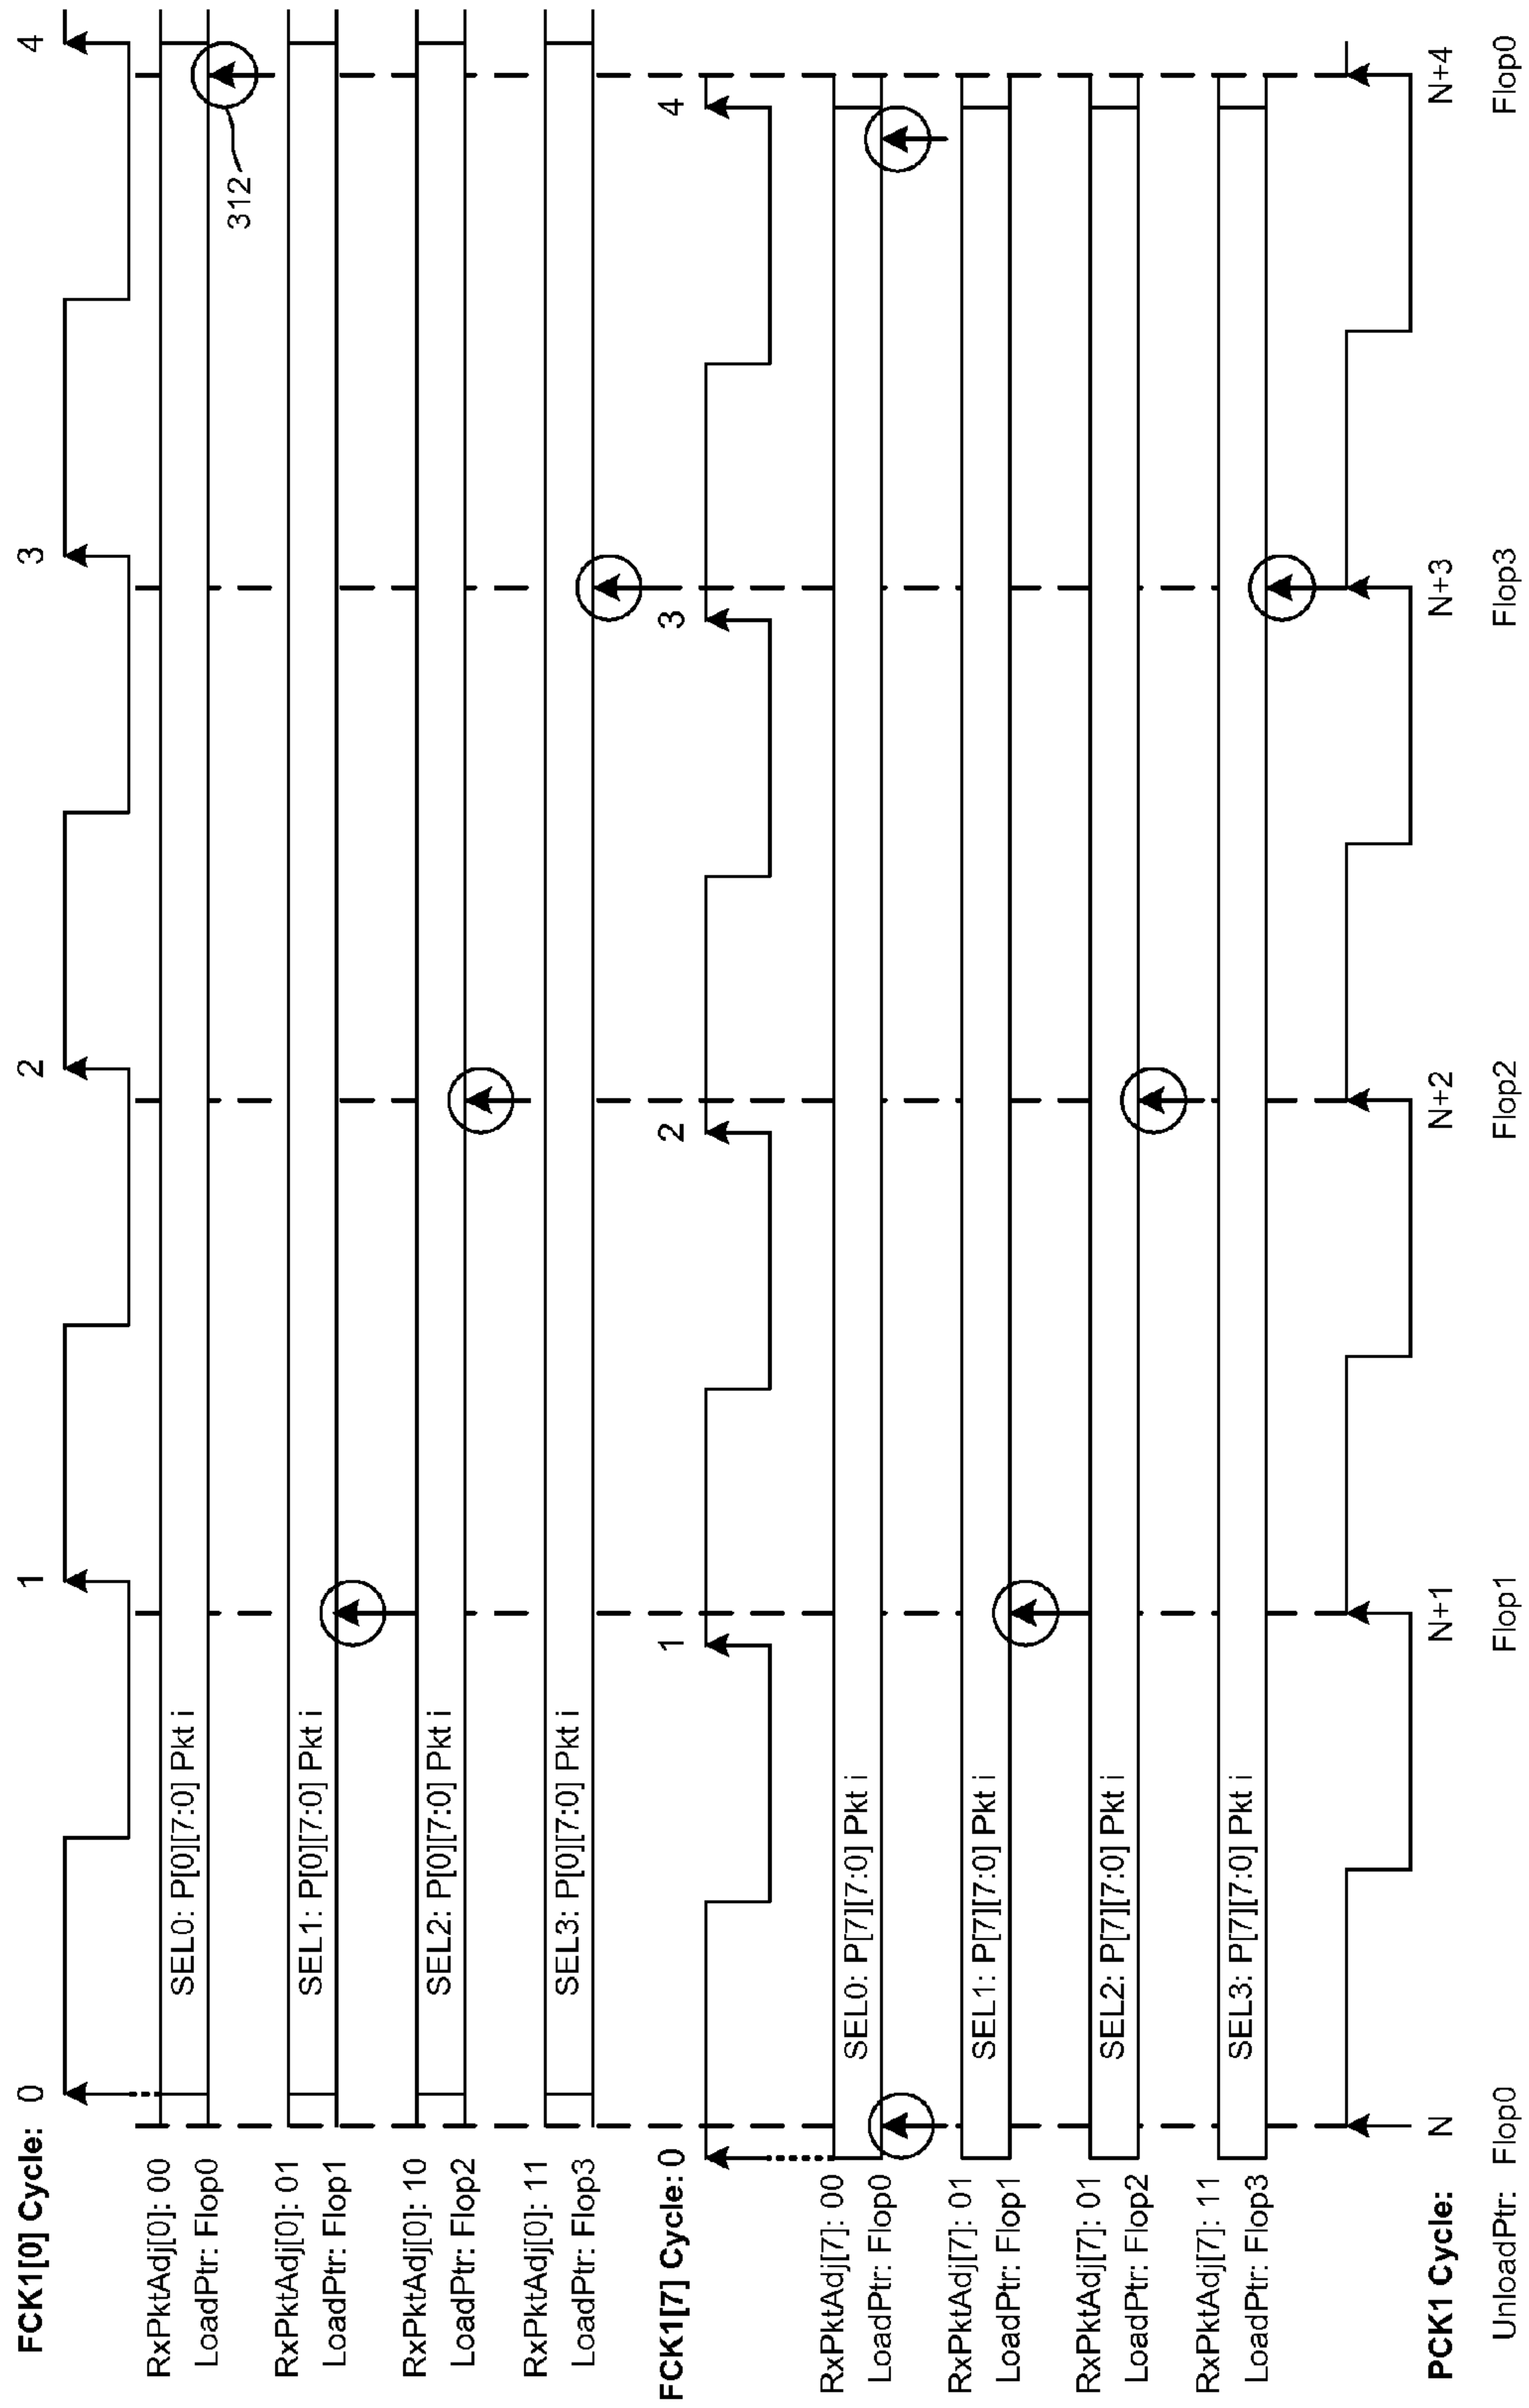 FCK1[0] Cycle: 0 1 2 3 4
RxPktAdj[0]: 00
LoadPtr: Flop0
SEL0: P[0][7:0] Pkt i
312
RxPktAdj[0]: 01
LoadPtr: Flop1
SEL1: P[0][7:0] Pkt i
RxPktAdj[0]: 10
LoadPtr: Flop2
SEL2: P[0][7:0] Pkt i
RxPktAdj[0]: 11
LoadPtr: Flop3
SEL3: P[0][7:0] Pkt i
FCK1[7] Cycle: 0 1 2 3 4
RxPktAdj[7]: 00
LoadPtr: Flop0
SEL0: P[7][7:0] Pkt i
RxPktAdj[7]: 01
LoadPtr: Flop1
SEL1: P[7][7:0] Pkt i
RxPktAdj[7]: 01
LoadPtr: Flop2
SEL2: P[7][7:0] Pkt i
RxPktAdj[7]: 11
LoadPtr: Flop3
SEL3: P[7][7:0] Pkt i
PCK1 Cycle: N N+1 N+2 N+3 N+4
UnloadPtr: Flop0 Flop1 Flop2 Flop3 Flop0